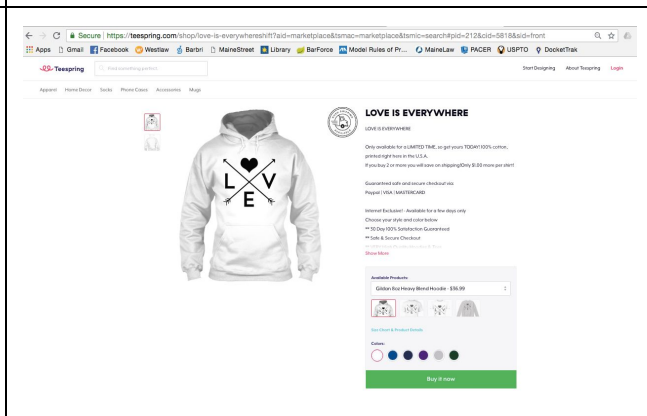 Secure | https://teespring.com/shop/love-is-everywhereshift?aid=marketplace&tsmac=marketplace&tsmic=search#pid=212&cid=5818&sid=front
Apps Gmail Facebook Westlaw Barbri MaineStreet Library BarForce Model Rules of Pr... MaineLaw PACER USPTO DocketTrak
Teespring
Start Designing About Teespring Login
Apparel Home Decor Socks Phone Cases Accessories Mugs
L V
E
LOVE IS EVERYWHERE
LOVE IS EVERYWHERE
Only available for a LIMITED TIME, so get yours TODAY! 100% cotton,
printed right here in the U.S.A.
If you buy 2 or more you will save on shipping!Only $1.00 more per shirt!
Guaranteed safe and secure checkout via:
Paypal | VISA | MASTERCARD
Internet Exclusive! - Available for a few days only
Choose your style and color below
** 30 Day 100% Satisfaction Guaranteed
** Safe & Secure Checkout
Show More
Available Products:
Gildan 8oz Heavy Blend Hoodie - $36.99
Size Chart & Product Details
Colors:
Buy it now